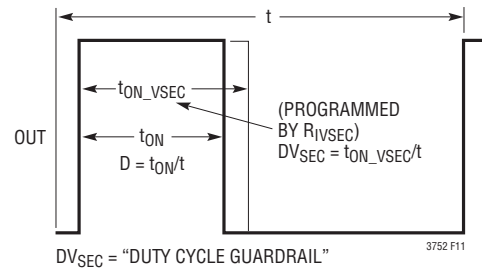 t
tON_VSEC
(PROGRAMMED
BY RIVSEC)
DVSEC = tON_VSEC/t
OUT
tON
D = tON/t
3752 F11
DVSEC = “DUTY CYCLE GUARDRAIL”